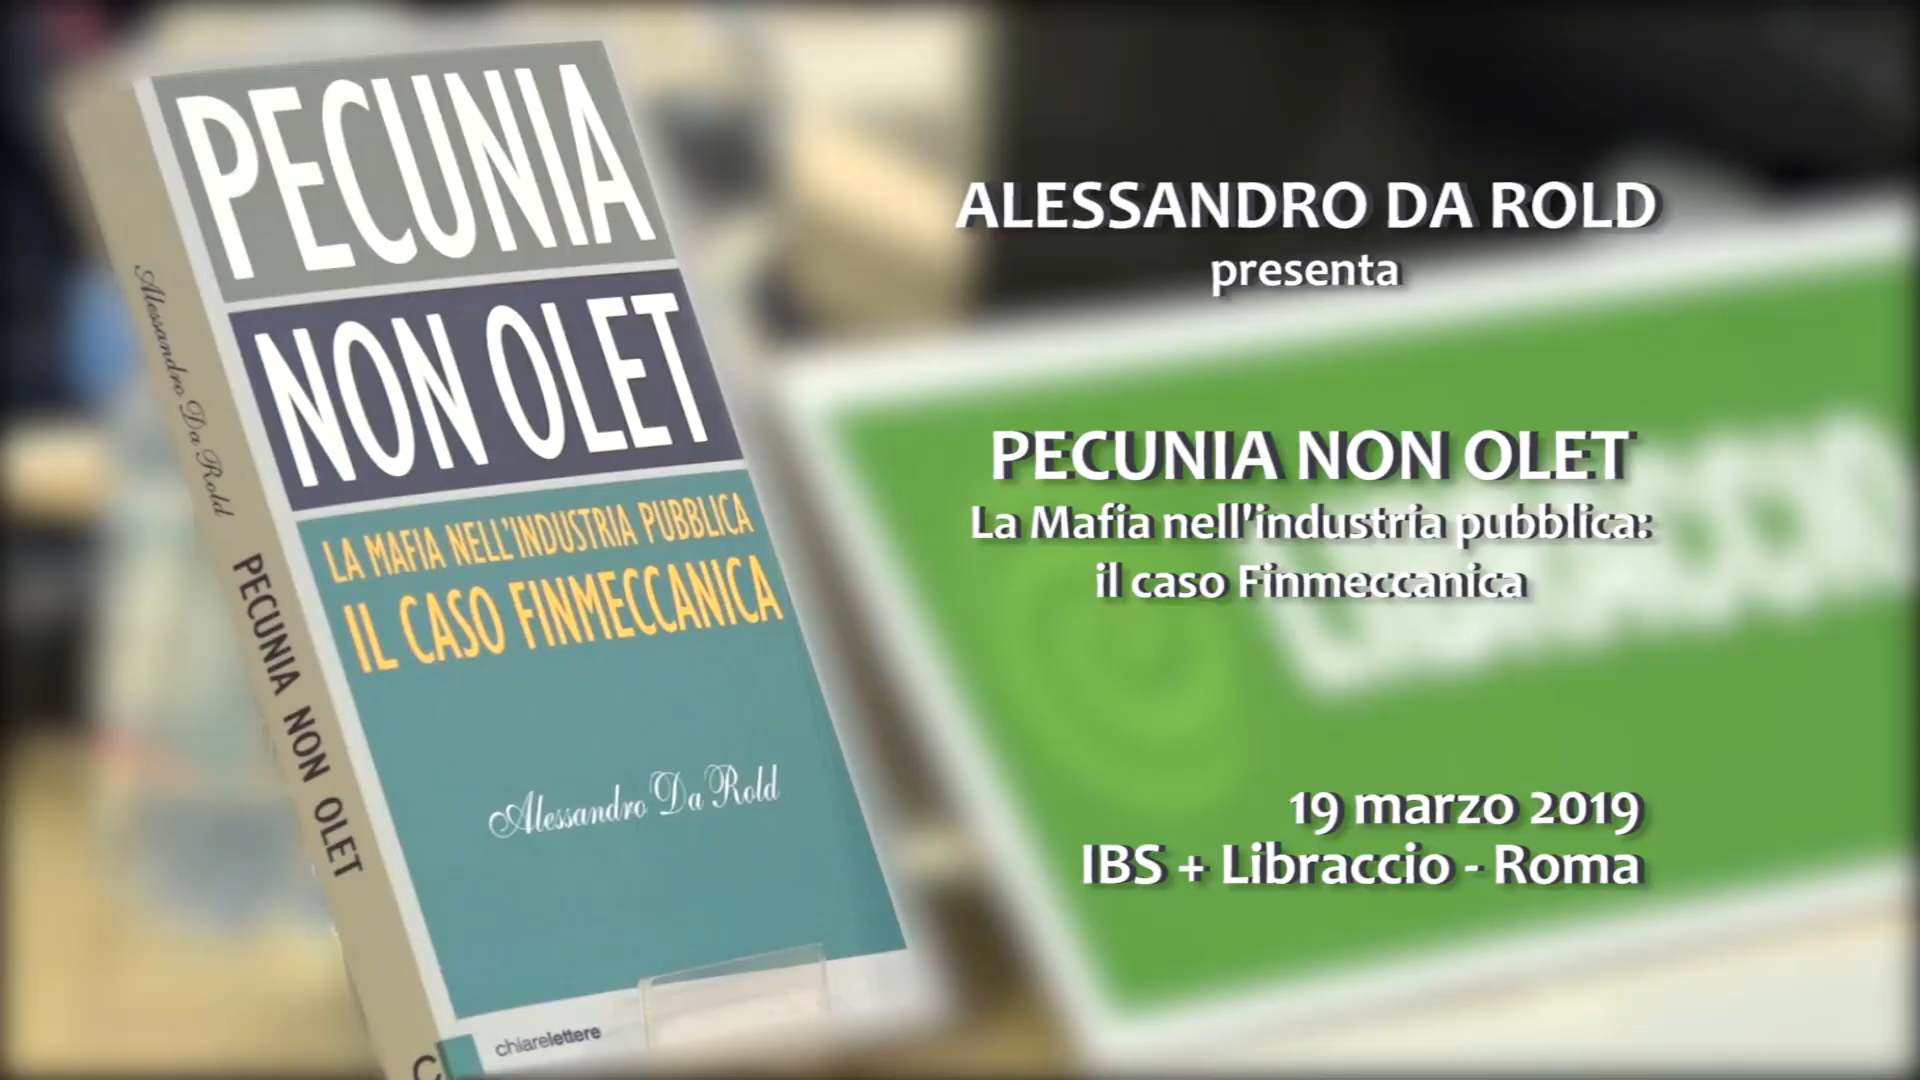 PECUNIA
NON OLET
LA MAFIA NELL'INDUSTRIA PUBBLICA
IL CASO FINMECCANICA
Alessandro Da Rold
chiarelettere
Alessandro Da Rold
PECUNIA NON OLET
C
ALESSANDRO DA ROLD
presenta
PECUNIA NON OLET
La Mafia nell'industria pubblica:
il caso Finmeccanica
19 marzo 2019
IBS + Libraccio - Roma